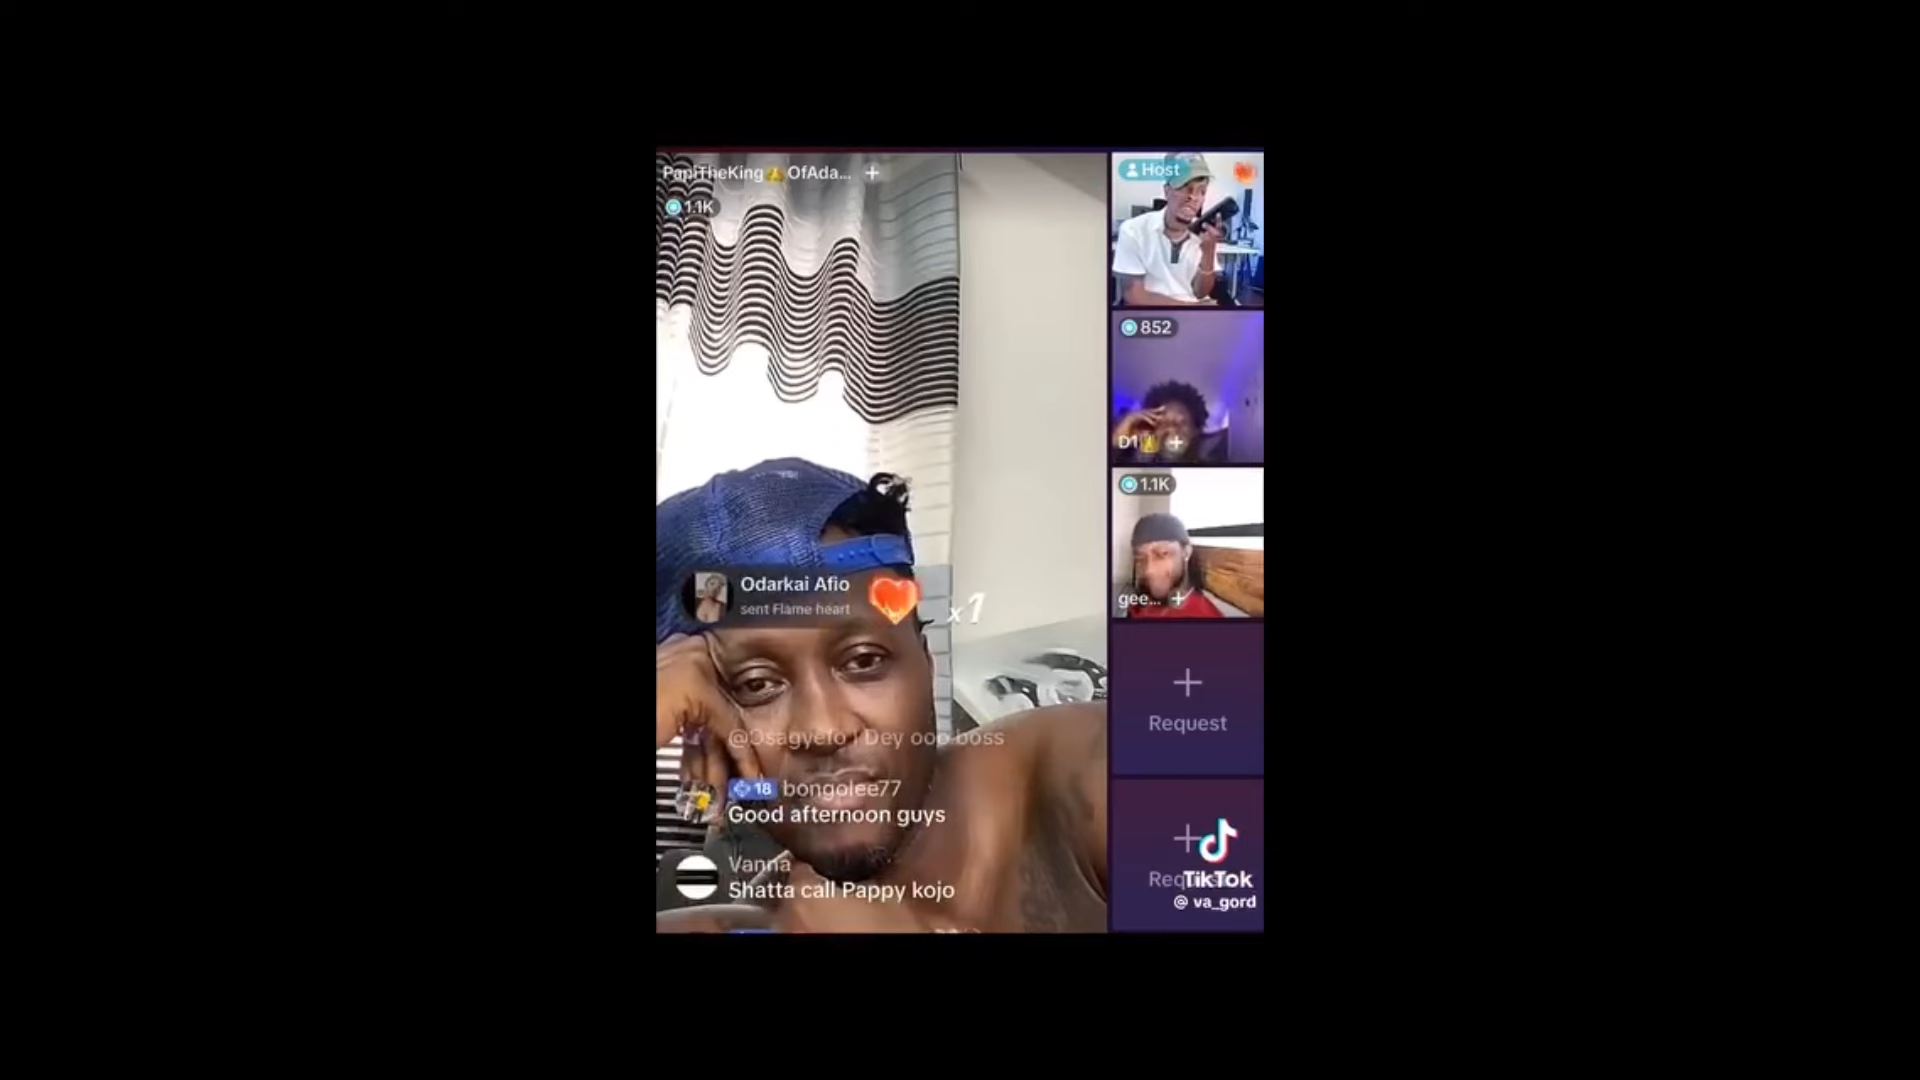 PapiTheKing OfAda...
1.1K
Host
852
D1
1.1K
gee...
Odarkai Afio
sent Flame heart
x1
@Osagyefo I Dey ooo boss
18 bongolee77
Good afternoon guys
Vanna
Shatta call Pappy kojo
Request
TikTok
@ va_gord